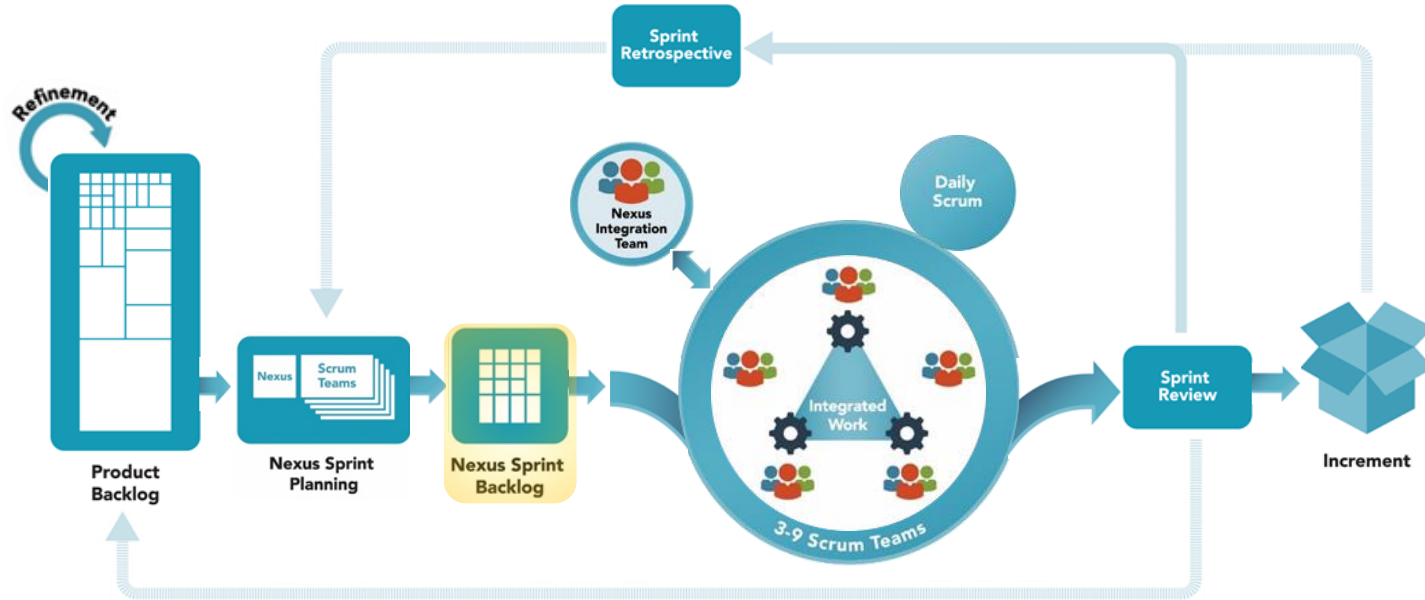 Sprint
Retrospective
Refinement
Daily
Scrum
Nexus
Integration
Team
Nexus
Scrum
Teams
Integrated
Work
Sprint
Review
Product
Backlog
Nexus Sprint
Planning
Nexus Sprint
Backlog
Increment
3-9 Scrum Teams